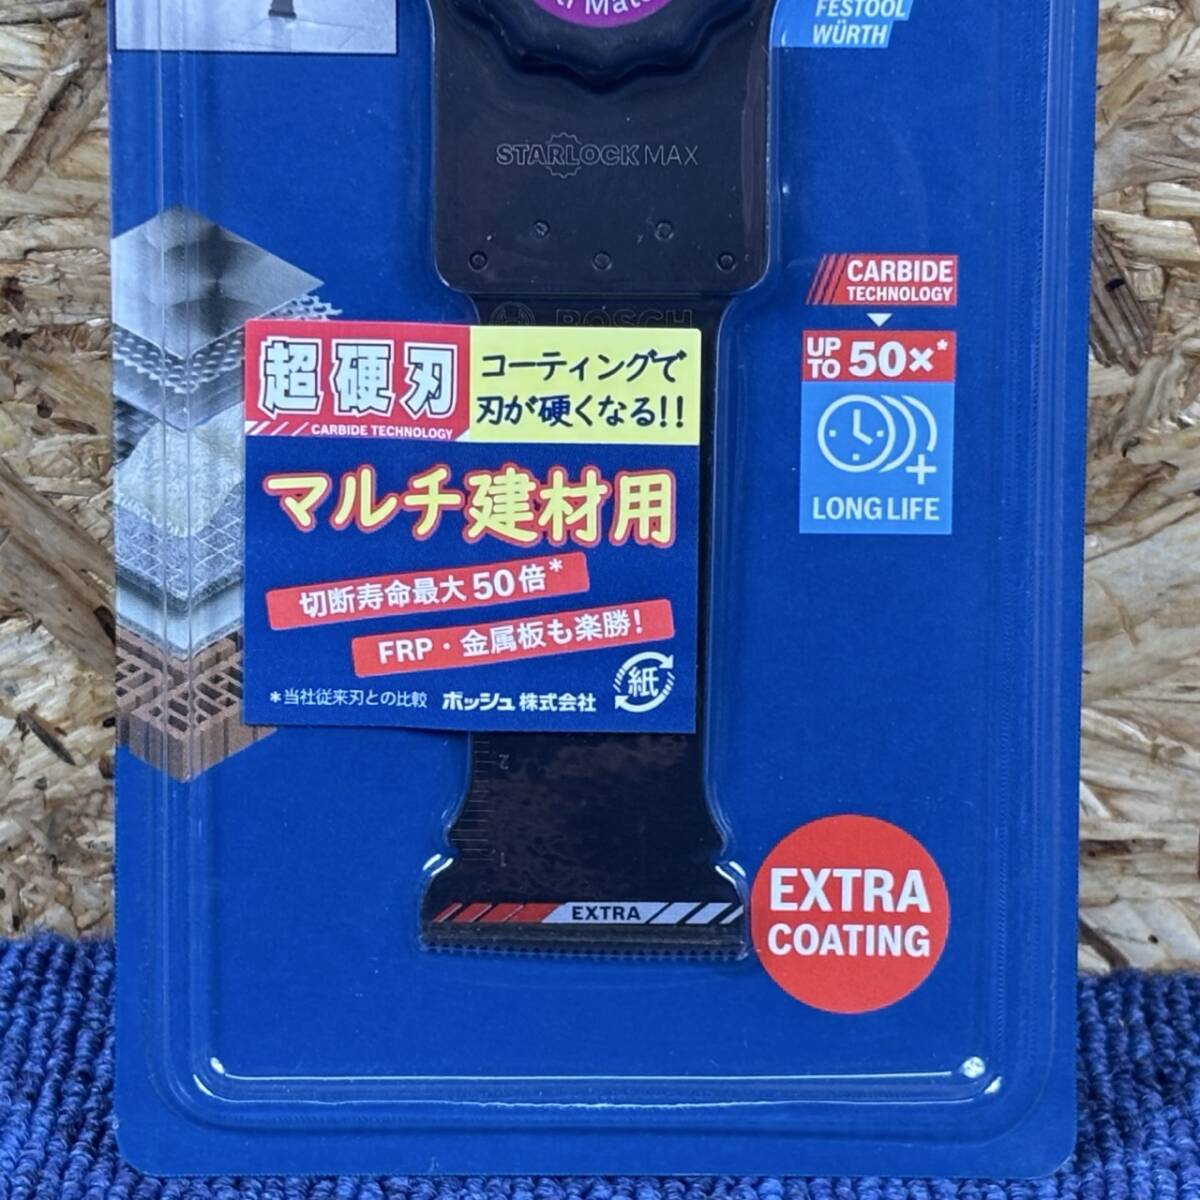 FESTOOL
WÜRTH
STARLOCK MAX
BOSCH
CARBIDE
TECHNOLOGY
UP TO 50×*
LONG LIFE
超硬刃
CARBIDE TECHNOLOGY
コーティングで
刃が硬くなる!!
マルチ建材用
切断寿命最大50倍*
FRP・金属板も楽勝!
*当社従来刃との比較 ボッシュ株式会社
紙
2
1
EXTRA
EXTRA
COATING